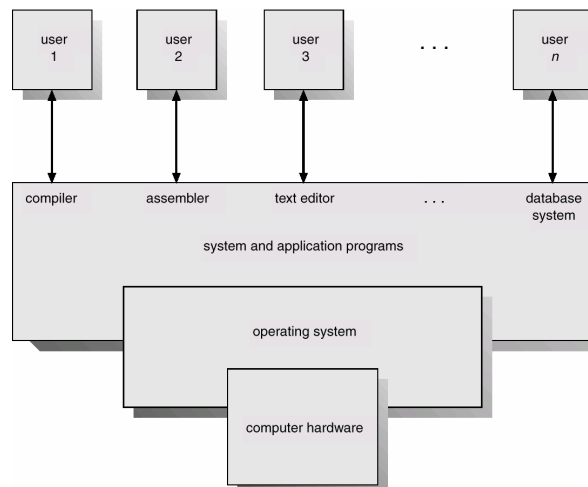 user
1
user
2
user
3
. . .
user
n
compiler
assembler
text editor
. . .
database
system
system and application programs
operating system
computer hardware